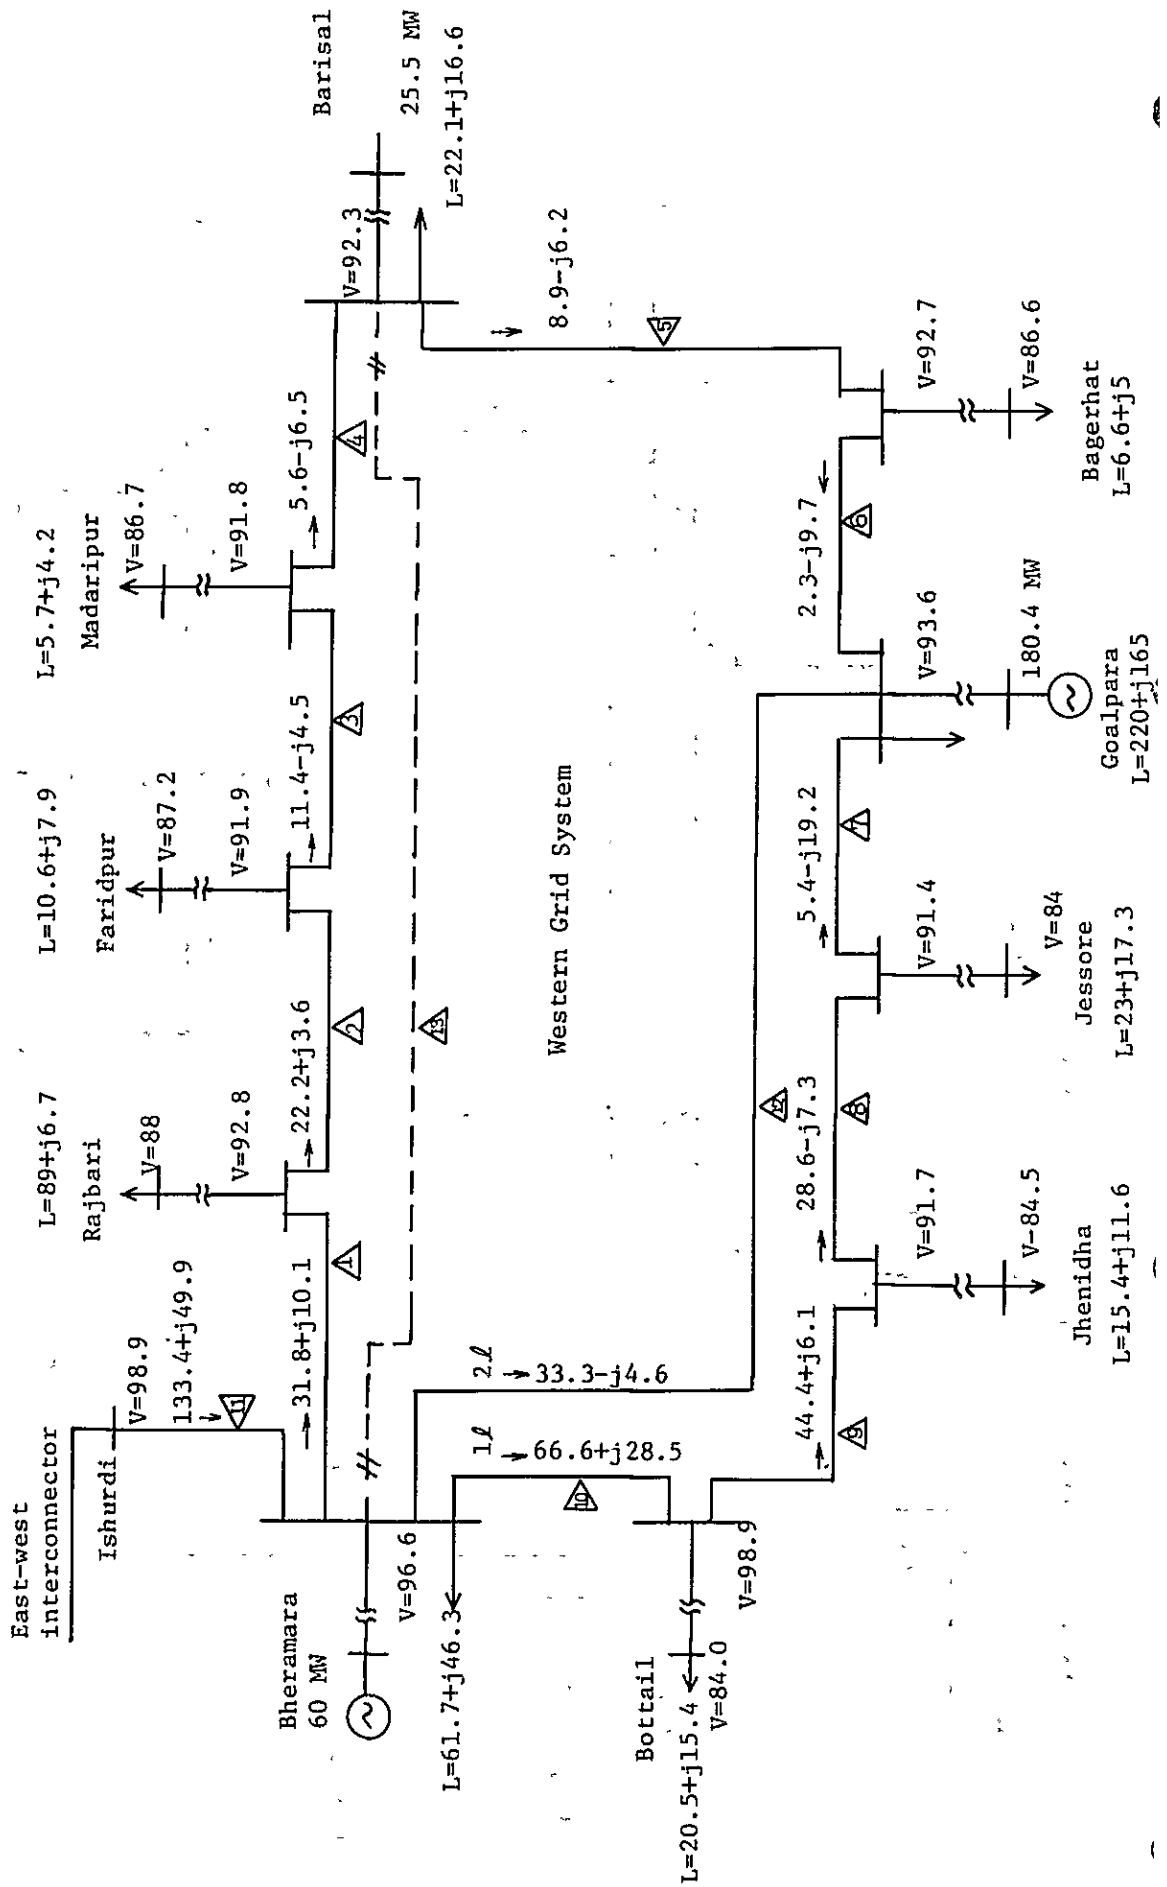 East-west
interconnector
Ishurdi
V=98.9
133.4+j49.9
11
Bheramara
60 MW
V=96.6
L=61.7+j46.3
31.8+j10.1
1
L=89+j6.7
Rajbari
V=88
V=92.8
22.2+j3.6
2
L=10.6+j7.9
Faridpur
V=87.2
V=91.9
11.4-j4.5
3
L=5.7+j4.2
Madaripur
V=86.7
V=91.8
5.6-j6.5
4
Barisal
25.5 MW
L=22.1+j16.6
V=92.3
8.9-j6.2
5
13
Western Grid System
2ℓ
33.3-j4.6
12
1ℓ
66.6+j28.5
10
Bottail
L=20.5+j15.4
V=84.0
V=98.9
44.4+j6.1
9
V=91.7
V-84.5
Jhenidha
L=15.4+j11.6
28.6-j7.3
8
V=91.4
V=84
Jessore
L=23+j17.3
5.4-j19.2
7
V=93.6
180.4 MW
Goalpara
L=220+j165
2.3-j9.7
6
V=92.7
V=86.6
Bagerhat
L=6.6+j5